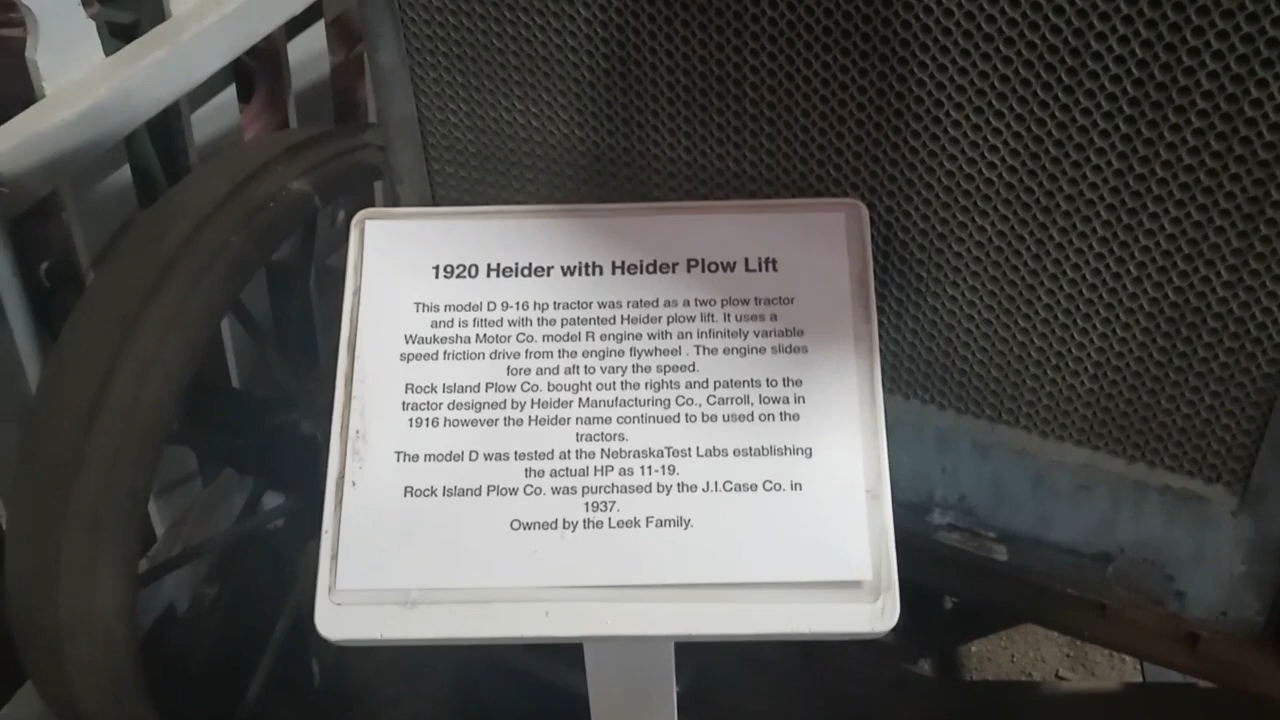 1920 Heider with Heider Plow Lift
This model D 9-16 hp tractor was rated as a two plow tractor
and is fitted with the patented Heider plow lift. It uses a
Waukesha Motor Co. model R engine with an infinitely variable
speed friction drive from the engine flywheel . The engine slides
fore and aft to vary the speed.
Rock Island Plow Co. bought out the rights and patents to the
tractor designed by Heider Manufacturing Co., Carroll, Iowa in
1916 however the Heider name continued to be used on the
tractors.
The model D was tested at the NebraskaTest Labs establishing
the actual HP as 11-19.
Rock Island Plow Co. was purchased by the J.I.Case Co. in
1937.
Owned by the Leek Family.